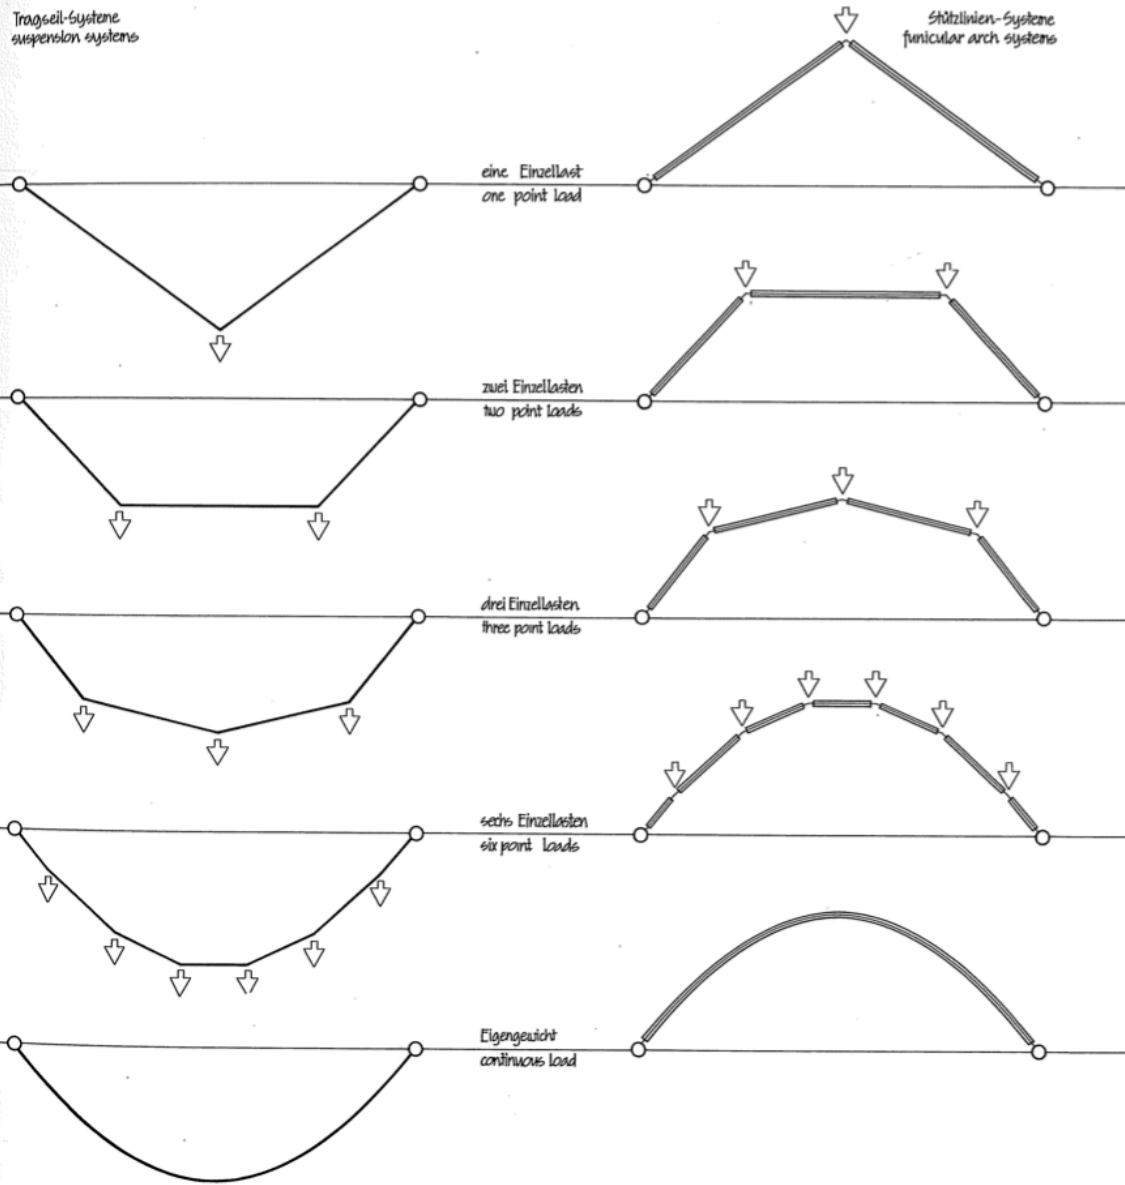 Tragseil-Systeme
suspension systems
Stützlinien-Systeme
funicular arch systems
eine Einzellast
one point load
zwei Einzellasten
two point loads
drei Einzellasten
three point loads
sechs Einzellasten
six point loads
Eigengewicht
continuous load